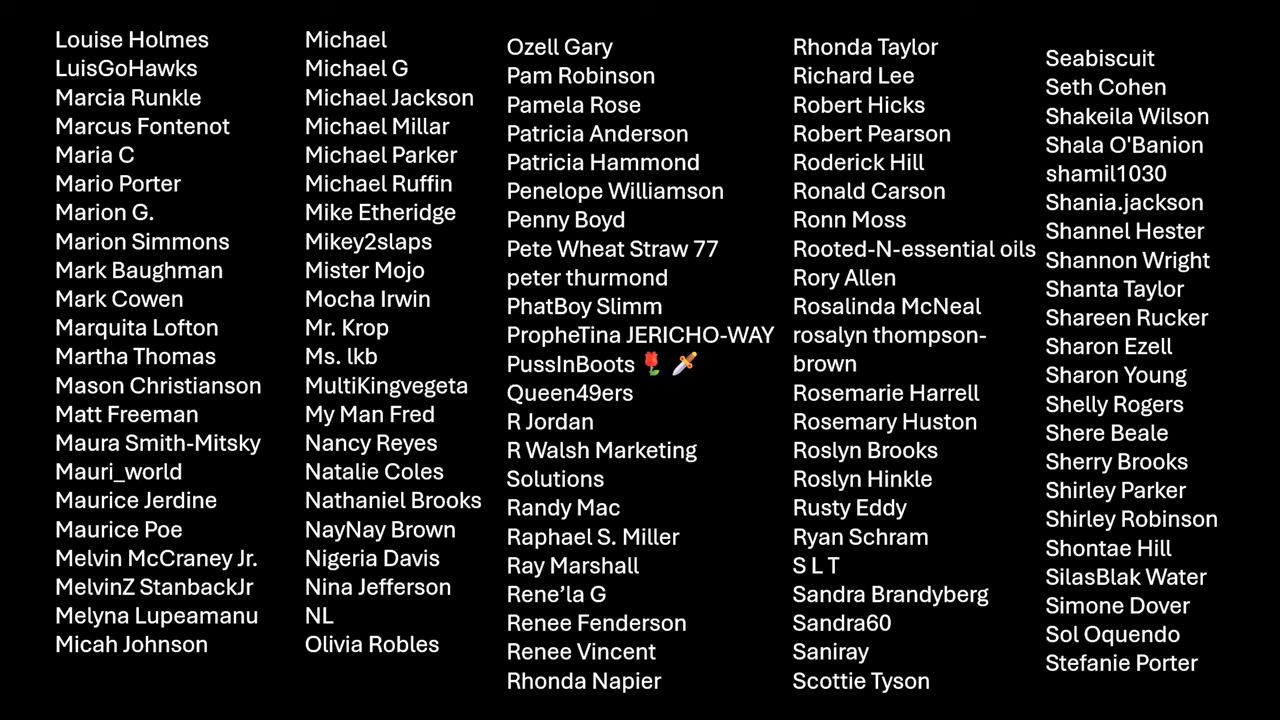 Louise Holmes
LuisGoHawks
Marcia Runkle
Marcus Fontenot
Maria C
Mario Porter
Marion G.
Marion Simmons
Mark Baughman
Mark Cowen
Marquita Lofton
Martha Thomas
Mason Christianson
Matt Freeman
Maura Smith-Mitsky
Mauri_world
Maurice Jerdine
Maurice Poe
Melvin McCraney Jr.
MelvinZ StanbackJr
Melyna Lupeamanu
Micah Johnson
Michael
Michael G
Michael Jackson
Michael Millar
Michael Parker
Michael Ruffin
Mike Etheridge
Mikey2slaps
Mister Mojo
Mocha Irwin
Mr. Krop
Ms. lkb
MultiKingvegeta
My Man Fred
Nancy Reyes
Natalie Coles
Nathaniel Brooks
NayNay Brown
Nigeria Davis
Nina Jefferson
NL
Olivia Robles
Ozell Gary
Pam Robinson
Pamela Rose
Patricia Anderson
Patricia Hammond
Penelope Williamson
Penny Boyd
Pete Wheat Straw 77
peter thurmond
PhatBoy Slimm
PropheTina JERICHO-WAY
PussInBoots 🌹 🗡️
Queen49ers
R Jordan
R Walsh Marketing
Solutions
Randy Mac
Raphael S. Miller
Ray Marshall
Rene’la G
Renee Fenderson
Renee Vincent
Rhonda Napier
Rhonda Taylor
Richard Lee
Robert Hicks
Robert Pearson
Roderick Hill
Ronald Carson
Ronn Moss
Rooted-N-essential oils
Rory Allen
Rosalinda McNeal
rosalyn thompson-
brown
Rosemarie Harrell
Rosemary Huston
Roslyn Brooks
Roslyn Hinkle
Rusty Eddy
Ryan Schram
S L T
Sandra Brandyberg
Sandra60
Saniray
Scottie Tyson
Seabiscuit
Seth Cohen
Shakeila Wilson
Shala O'Banion
shamil1030
Shania.jackson
Shannel Hester
Shannon Wright
Shanta Taylor
Shareen Rucker
Sharon Ezell
Sharon Young
Shelly Rogers
Shere Beale
Sherry Brooks
Shirley Parker
Shirley Robinson
Shontae Hill
SilasBlak Water
Simone Dover
Sol Oquendo
Stefanie Porter